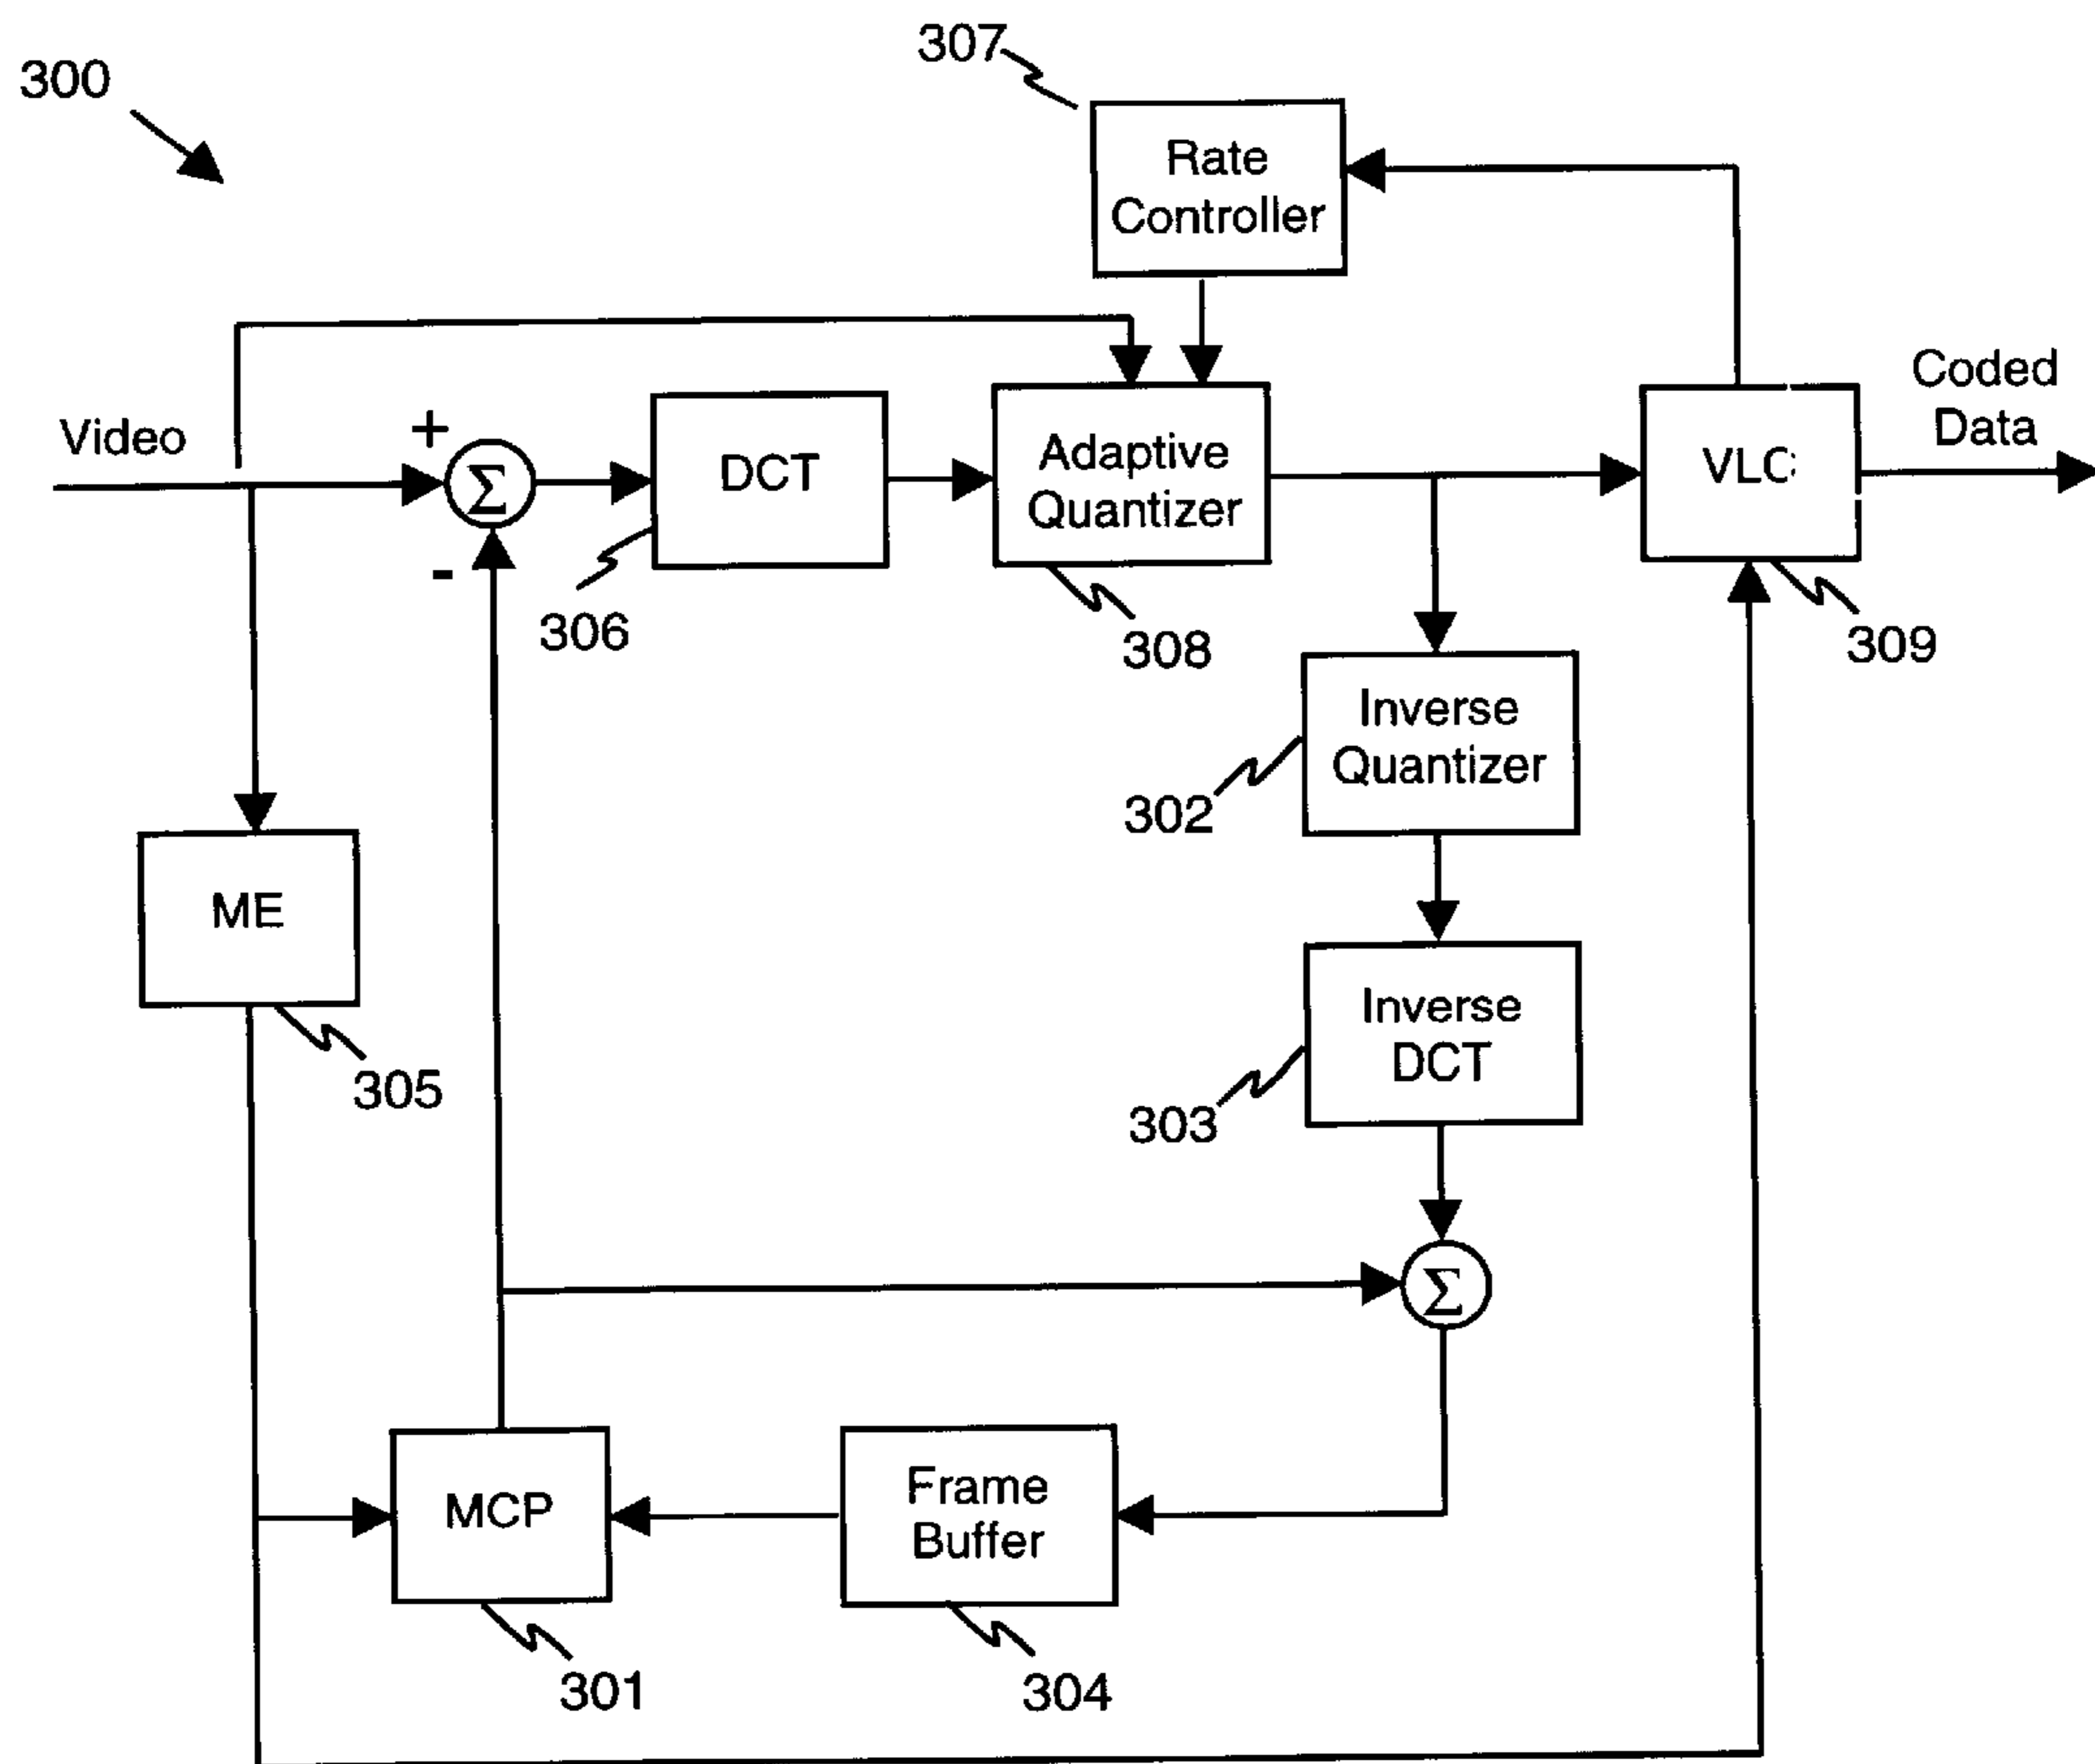 300
307
Rate
Controller
Video
+
Σ
-
DCT
306
Adaptive
Quantizer
308
VLC
309
Coded
Data
Inverse
Quantizer
302
ME
305
Inverse
DCT
303
Σ
MCP
301
Frame
Buffer
304